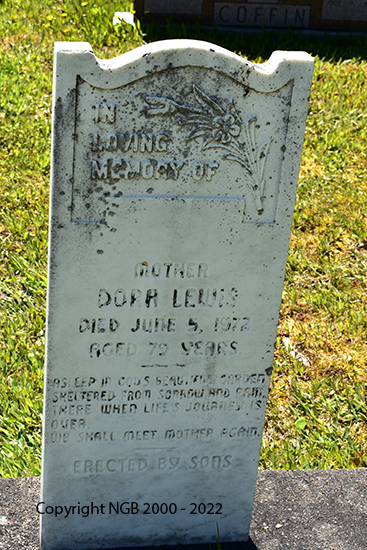 COFFIN
IN
LOVING
MEMORY OF
MOTHER
DORA LEWIS
DIED JUNE 5, 1972
AGED 79 YEARS
ASLEEP IN GOD'S BEAUTIFUL GARDEN
SHELTERED FROM SORROW AND PAIN,
THERE WHEN LIFE'S JOURNEY IS
OVER,
WE SHALL MEET MOTHER AGAIN.
ERECTED BY SONS
Copyright NGB 2000 - 2022